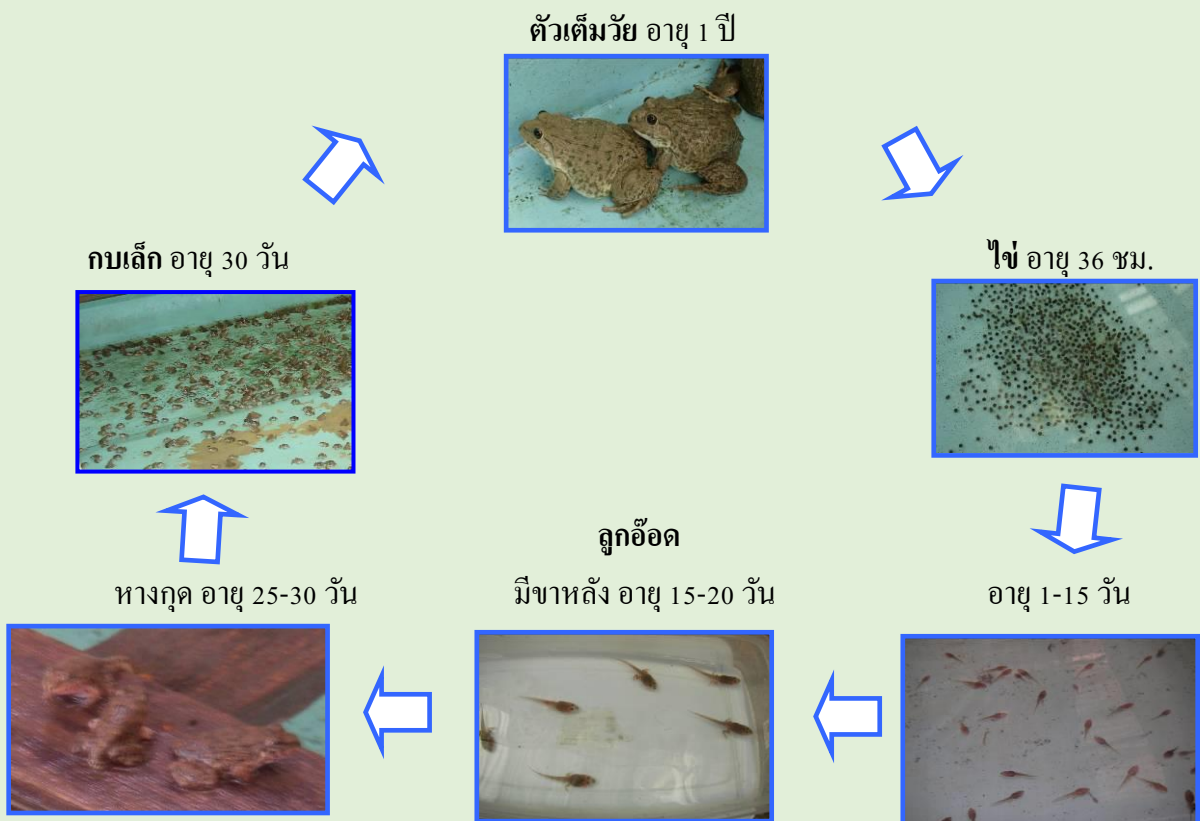 ตัวเต็มวัย อายุ 1 ปี
กบเล็ก อายุ 30 วัน
ไข่ อายุ 36 ชม.
ลูกอ๊อด
หางกุด อายุ 25-30 วัน
มีขาหลัง อายุ 15-20 วัน
อายุ 1-15 วัน